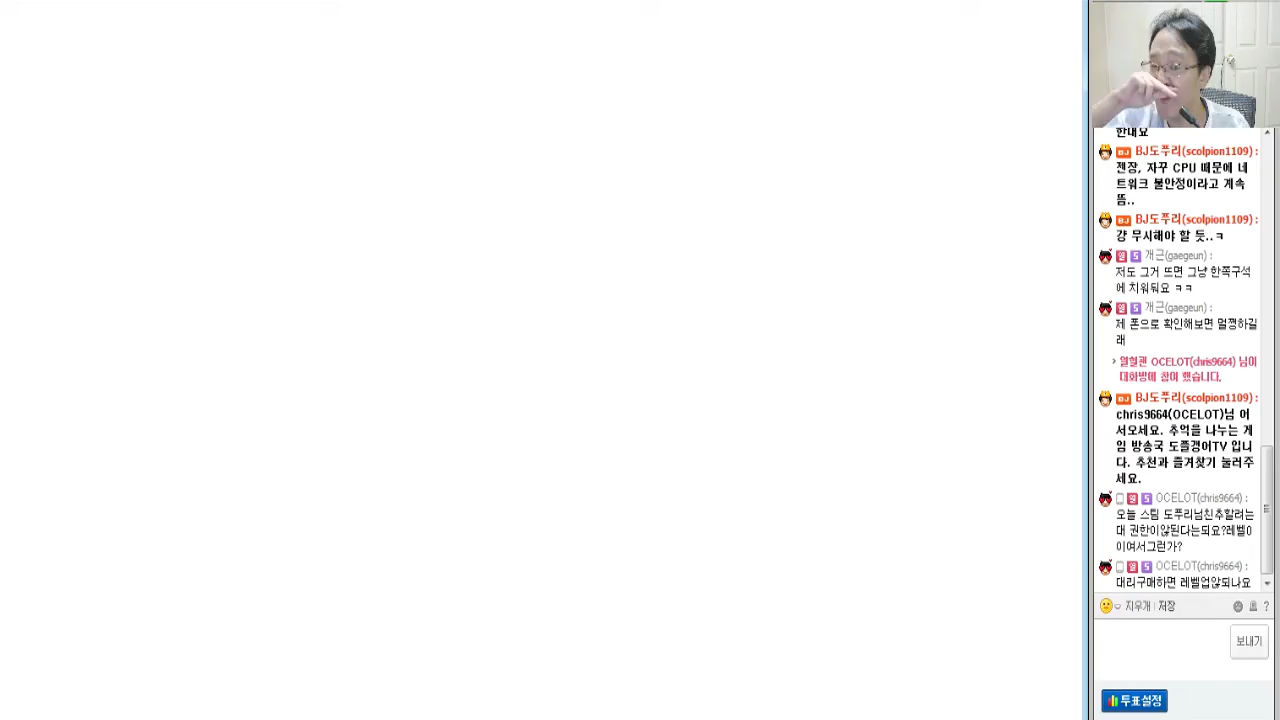 한대요
BJ BJ도푸리(scolpion1109) :
젠장, 자꾸 CPU 때문에 네
트워크 불안정이라고 계속
뜸..
BJ BJ도푸리(scolpion1109) :
걍 무시해야 할 듯..ㅋ
열 S 개근(gaegeun) :
저도 그거 뜨면 그냥 한쪽구석
에 치워둬요 ㅋㅋ
열 S 개근(gaegeun) :
제 폰으로 확인해보면 멀쩡하길
래
열혈팬 OCELOT(chris9664) 님이
대화방에 참여 했습니다.
BJ BJ도푸리(scolpion1109) :
chris9664(OCELOT)님 어
서오세요. 추억을 나누는 게
임 방송국 도플갱어TV 입니
다. 추천과 즐겨찾기 눌러주
세요.
열 S OCELOT(chris9664) :
오늘 스팀 도푸리님친추할려는
대 권한이않된다는되요?레벨0
이여서그런가?
열 S OCELOT(chris9664) :
대리구매하면 레벨업않되나요
지우개 | 저장 ?
보내기
투표설정